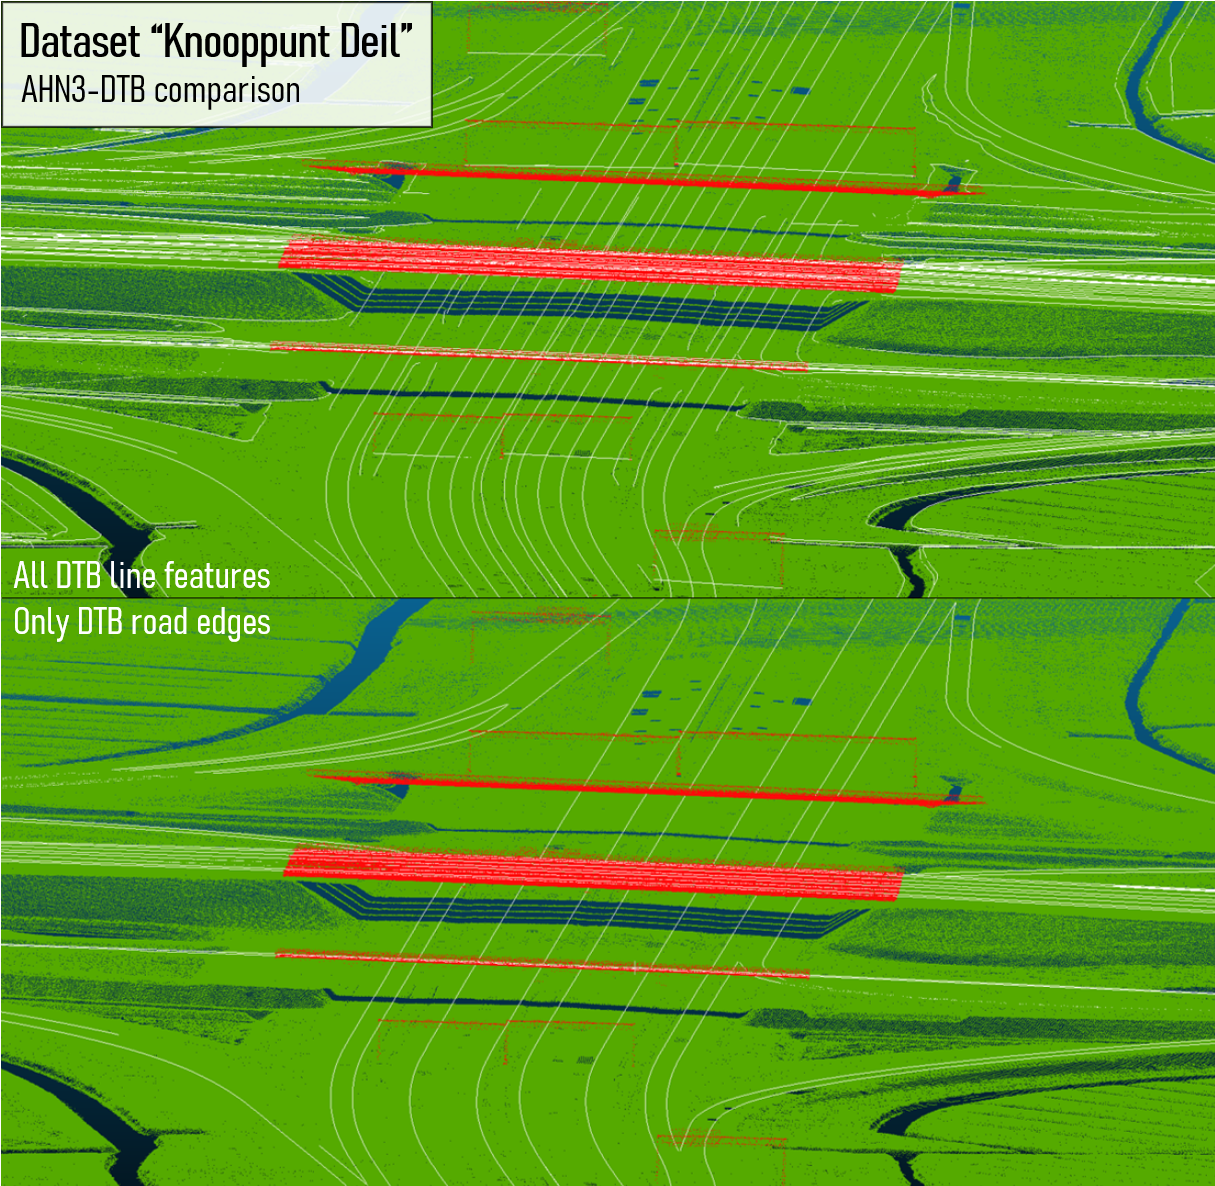 Dataset “Knooppunt Deil”
AHN3-DTB comparison
All DTB line features
Only DTB road edges